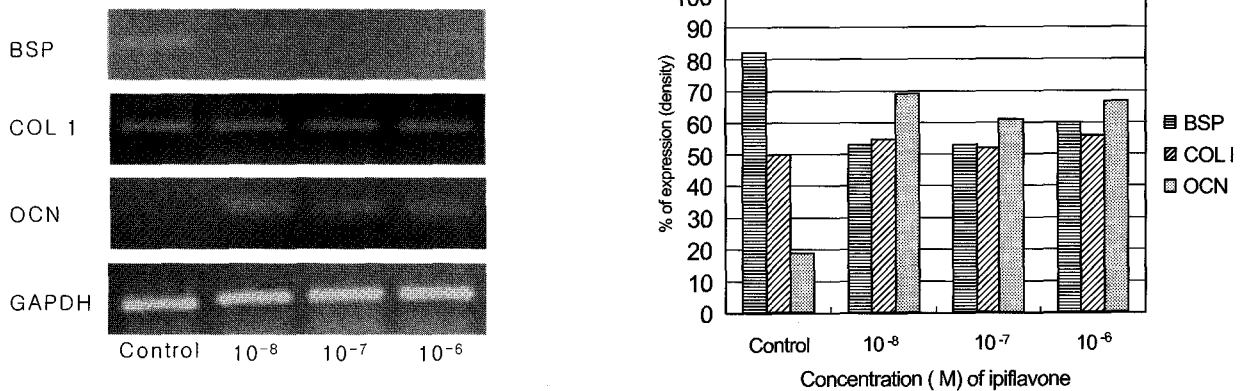 BSP
COL 1
OCN
GAPDH
Control 10⁻⁸ 10⁻⁷ 10⁻⁶
100
90
80
70
60
50
40
30
20
10
0
% of expression (density)
Control 10⁻⁸ 10⁻⁷ 10⁻⁶
Concentration ( M) of ipiflavone
BSP
COL I
OCN